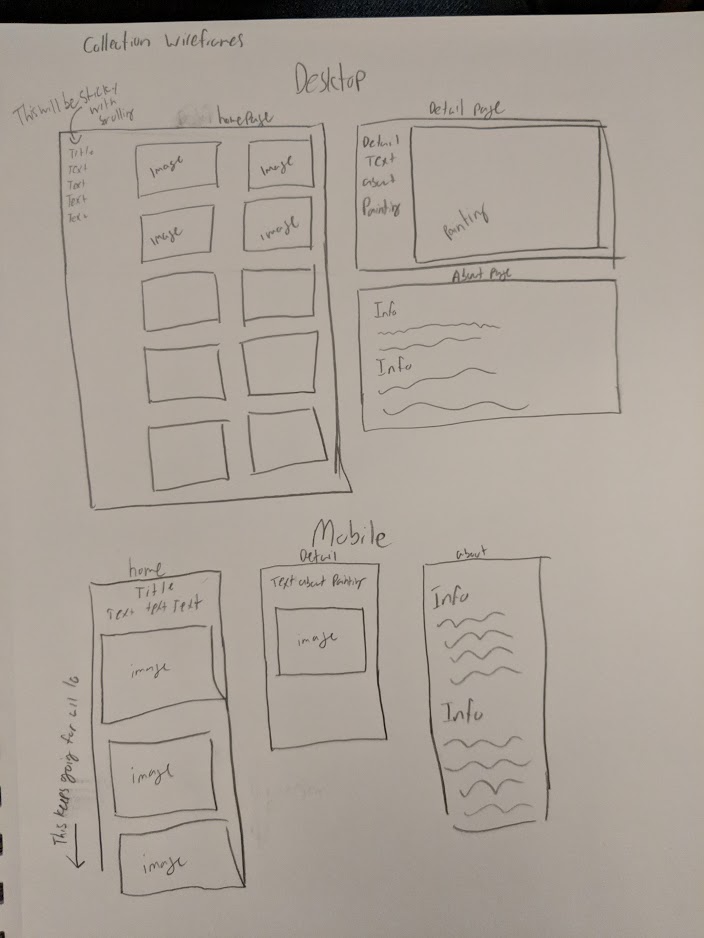 Collection Wireframes
Desktop
This will be sticky
with
scrolling
homepage
Title
Text
Text
Text
Text
image
image
image
image
Detail Page
Detail
Text
about
Painting
Painting
About Page
Info
Info
Mobile
home
Title
Text text Text
image
image
image
This keeps going for all 10
Detail
Text about Painting
image
about
Info
Info